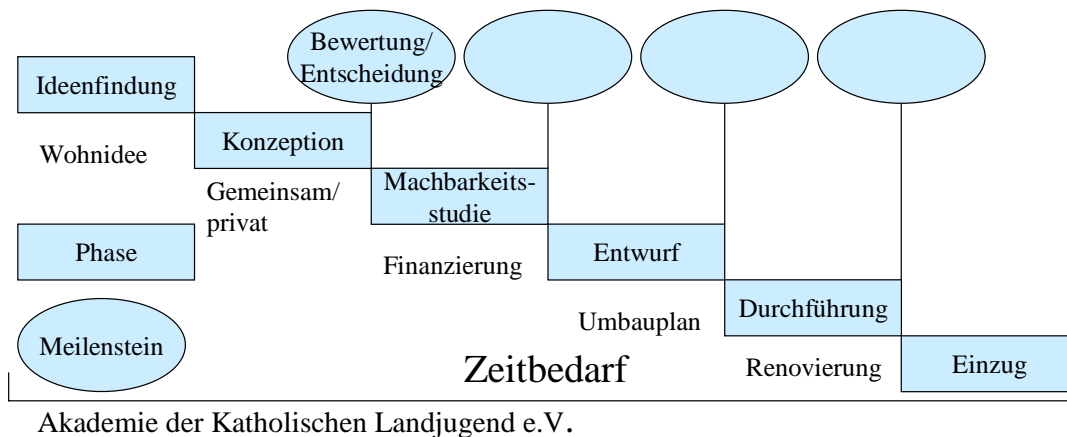 Bewertung/
Entscheidung
Ideenfindung
Wohnidee
Konzeption
Gemeinsam/
privat
Machbarkeits-
studie
Phase
Finanzierung
Entwurf
Umbauplan
Durchführung
Meilenstein
Zeitbedarf
Renovierung
Einzug
Akademie der Katholischen Landjugend e.V.